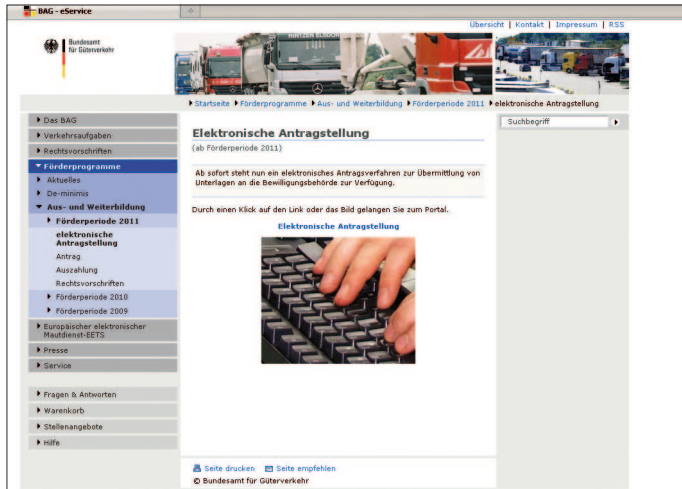 BAG - eService
Übersicht | Kontakt | Impressum | RSS
Bundesamt
für Güterverkehr
Startseite Förderprogramme Aus- und Weiterbildung Förderperiode 2011 elektronische Antragstellung
Das BAG
Verkehrsaufgaben
Rechtsvorschriften
Förderprogramme
Aktuelles
De-minimis
Aus- und Weiterbildung
Förderperiode 2011
elektronische
Antragstellung
Antrag
Auszahlung
Rechtsvorschriften
Förderperiode 2010
Förderperiode 2009
Europäischer elektronischer
Mautdienst-EETS
Presse
Service
Fragen & Antworten
Warenkorb
Stellenangebote
Hilfe
Elektronische Antragstellung
(ab Förderperiode 2011)
Ab sofort steht nun ein elektronisches Antragsverfahren zur Übermittlung von
Unterlagen an die Bewilligungsbehörde zur Verfügung.
Durch einen Klick auf den Link oder das Bild gelangen Sie zum Portal.
Elektronische Antragstellung
Suchbegriff
Seite drucken Seite empfehlen
© Bundesamt für Güterverkehr